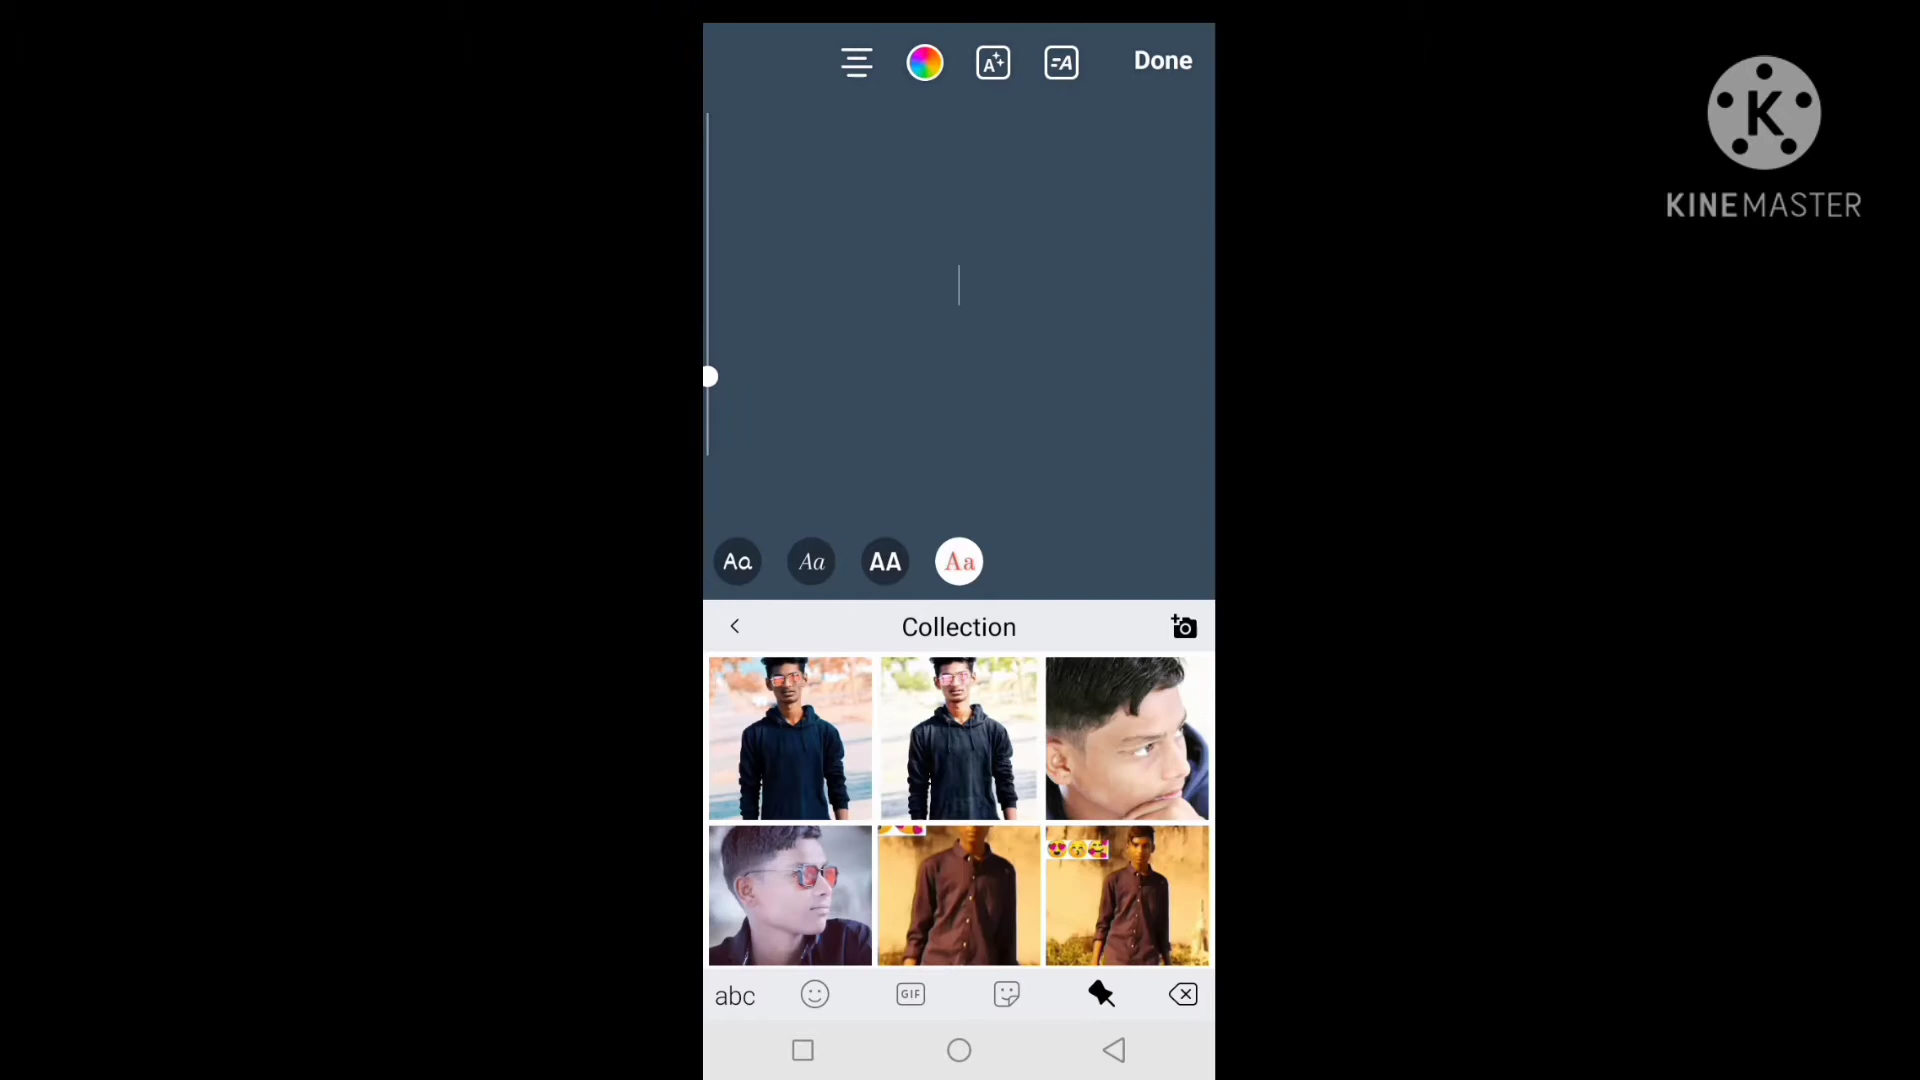 A =A Done
K
KINEMASTER
Aa Aa AA Aa
Collection
abc GIF